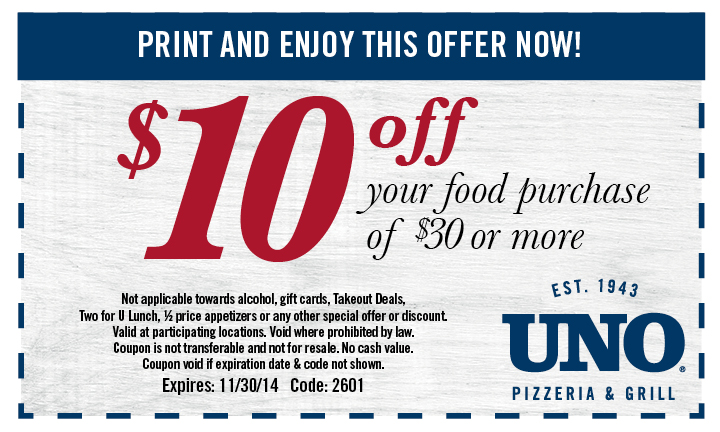 PRINT AND ENJOY THIS OFFER NOW!
$10 off
your food purchase
of $30 or more
Not applicable towards alcohol, gift cards, Takeout Deals,
Two for U Lunch, ½ price appetizers or any other special offer or discount.
Valid at participating locations. Void where prohibited by law.
Coupon is not transferable and not for resale. No cash value.
Coupon void if expiration date & code not shown.
Expires: 11/30/14 Code: 2601
EST. 1943
UNO®
PIZZERIA & GRILL